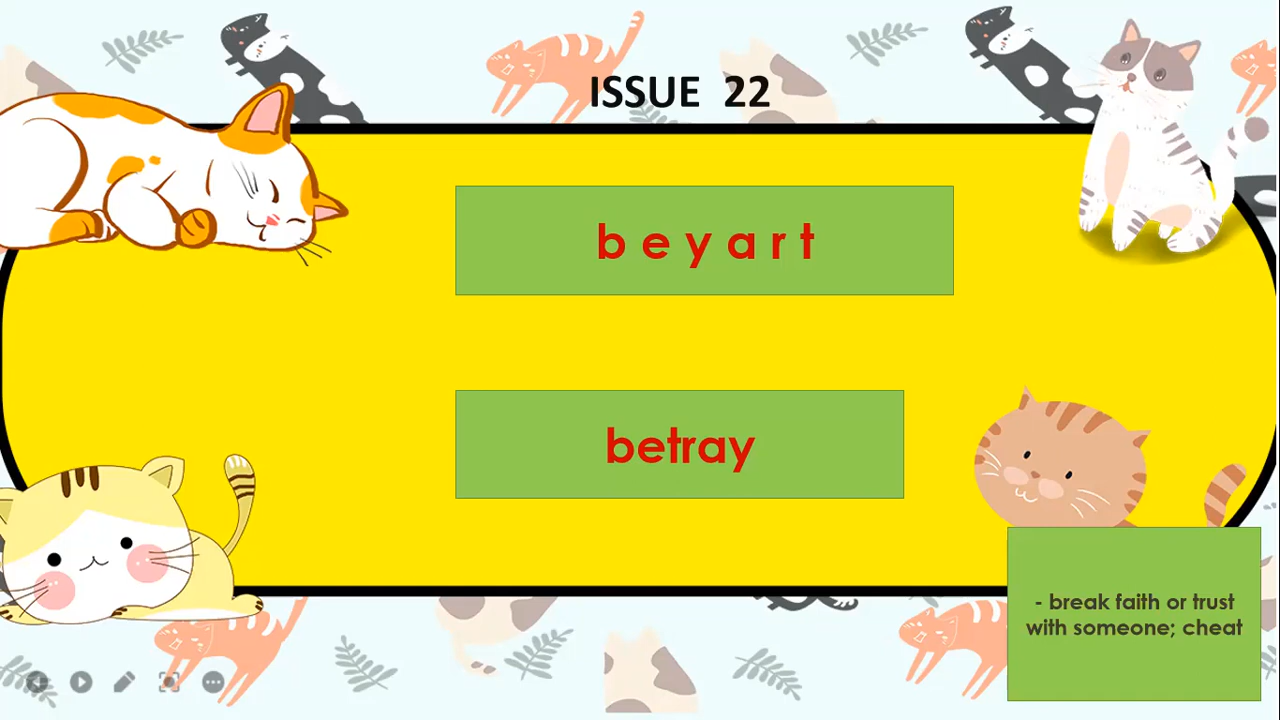 ISSUE 22
b e y a r t
betray
- break faith or trust
with someone; cheat